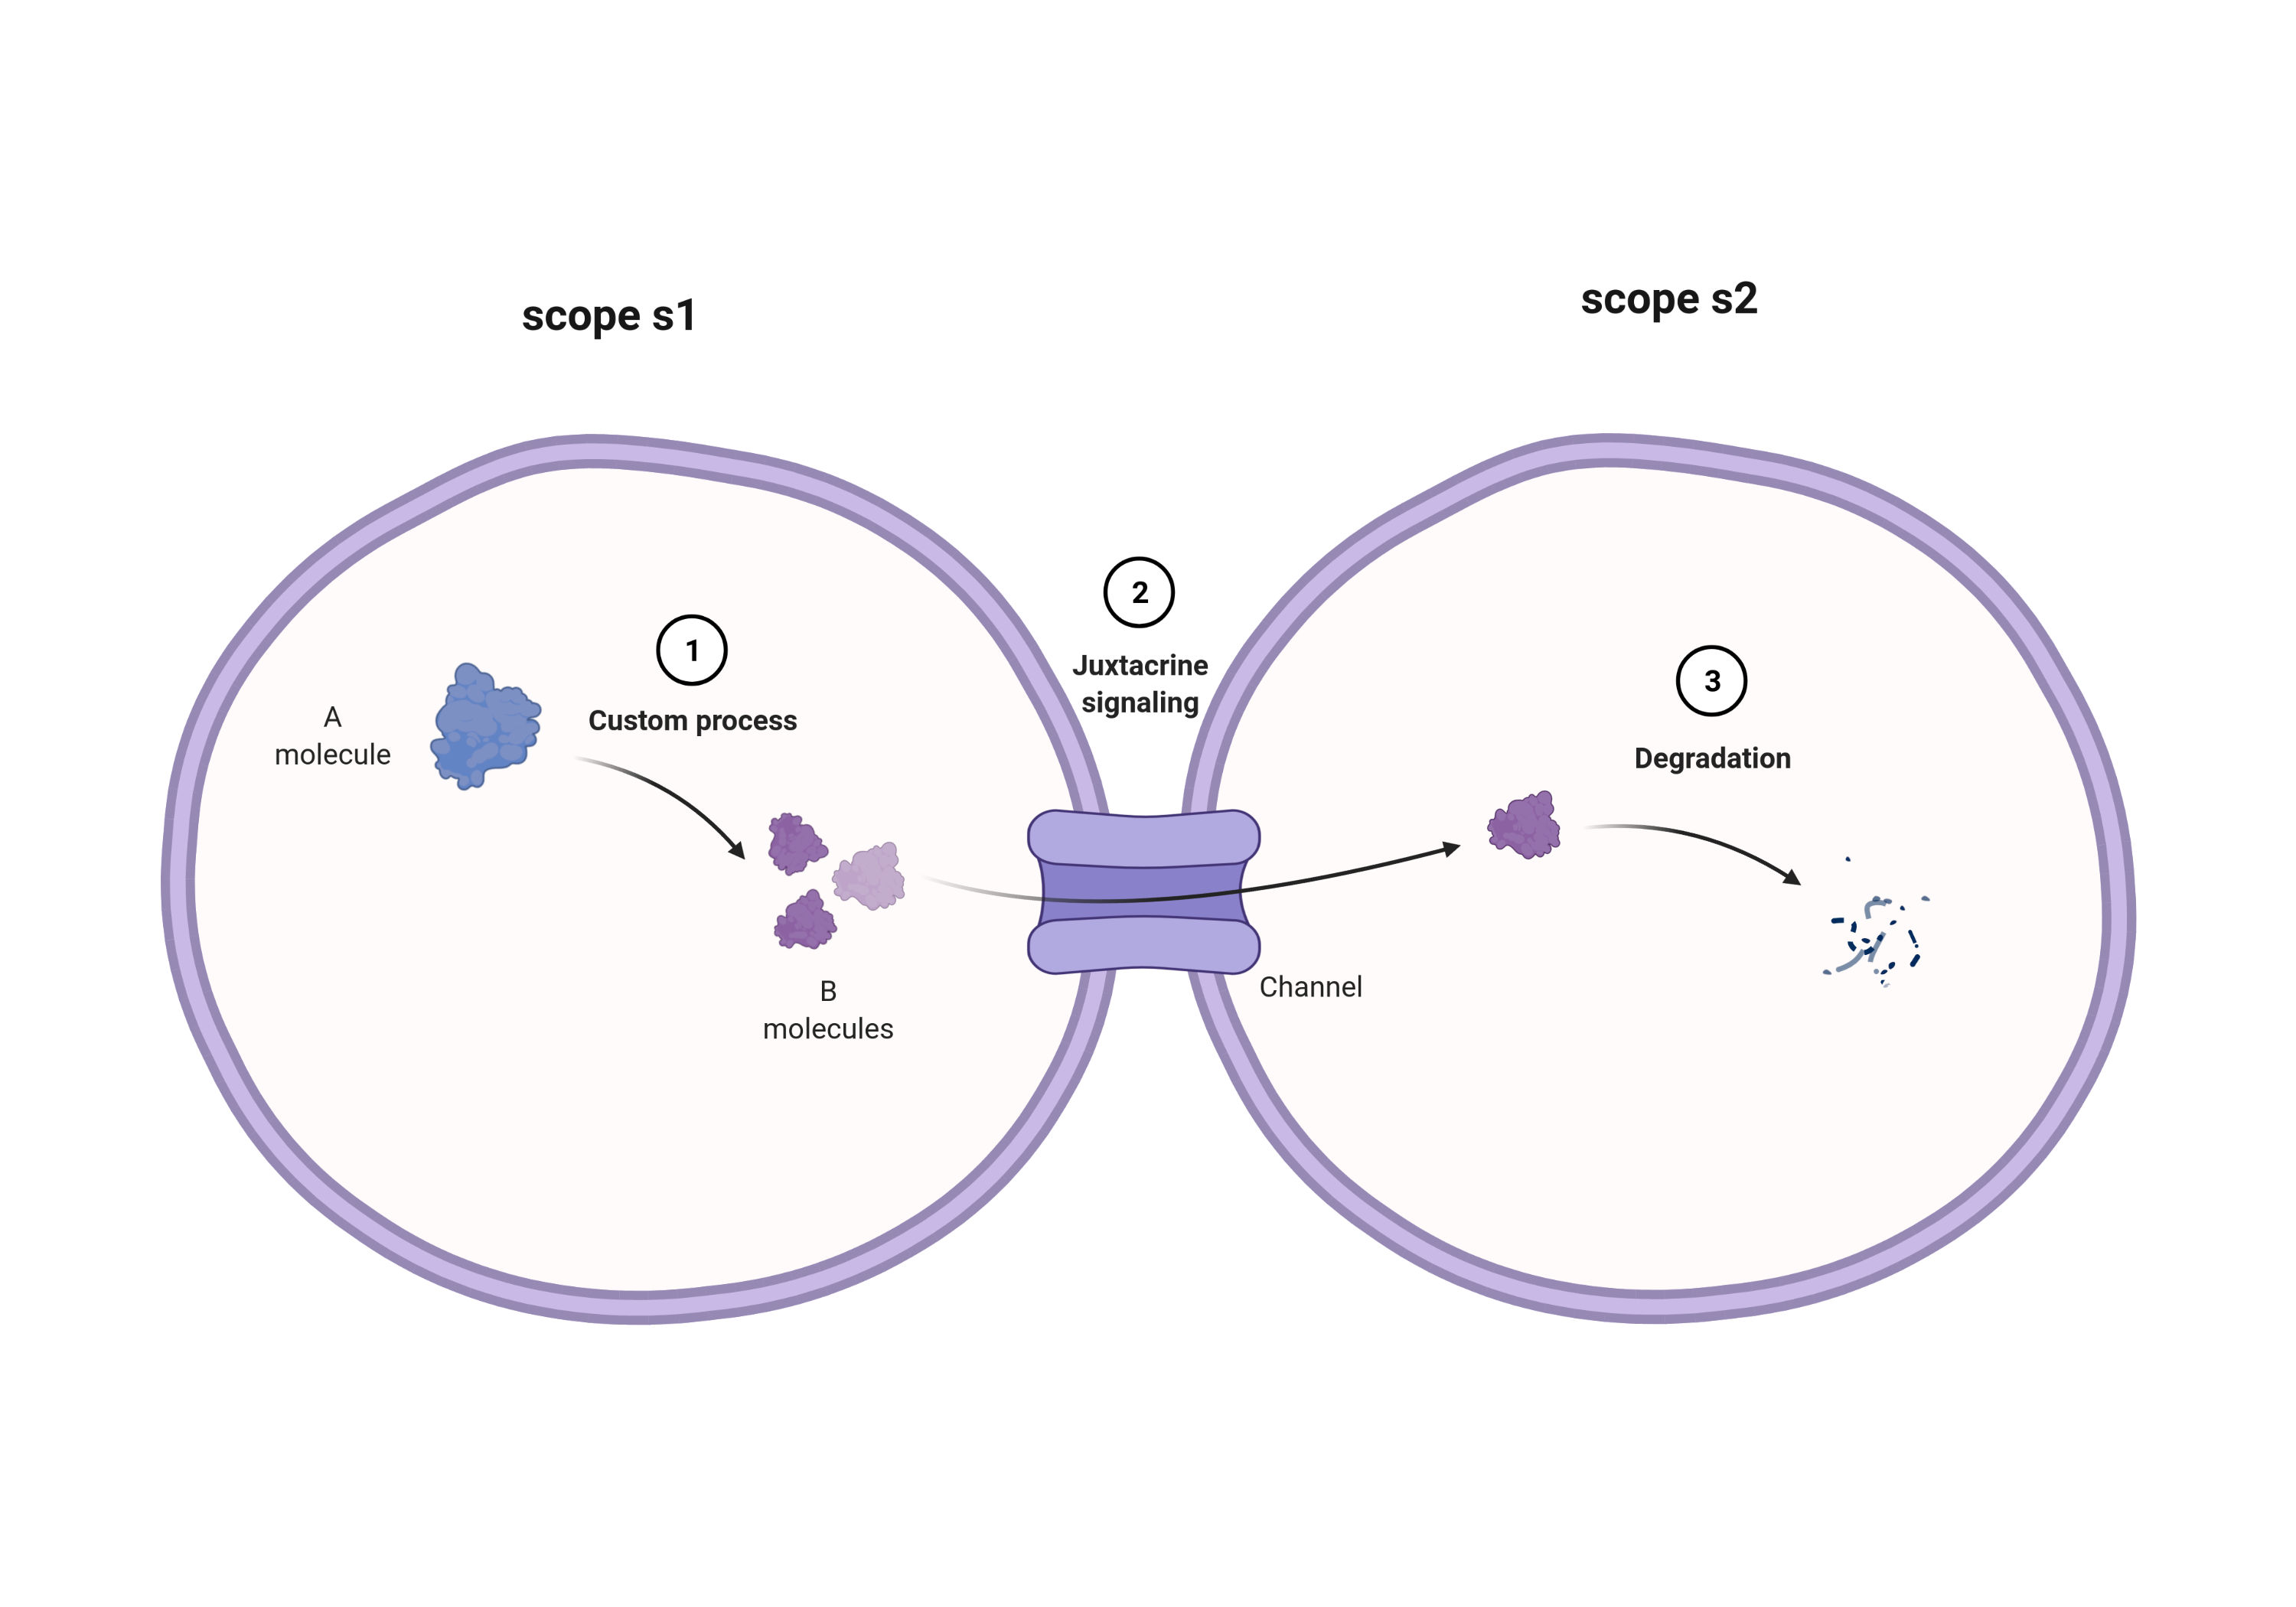 scope s1
scope s2
1
Custom process
A
molecule
B
molecules
2
Juxtacrine
signaling
Channel
3
Degradation